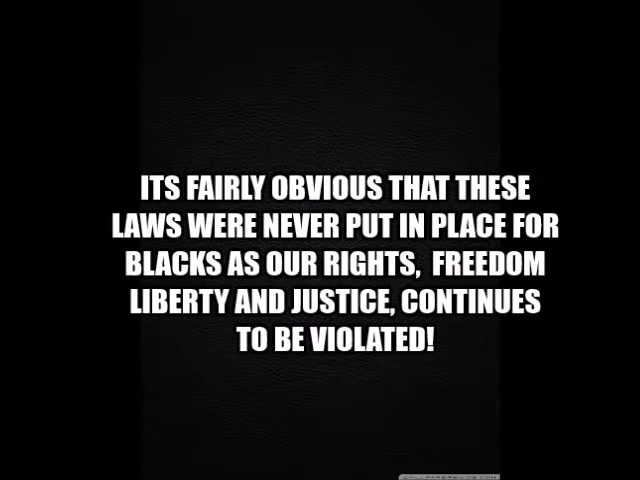 ITS FAIRLY OBVIOUS THAT THESE
LAWS WERE NEVER PUT IN PLACE FOR
BLACKS AS OUR RIGHTS, FREEDOM
LIBERTY AND JUSTICE, CONTINUES
TO BE VIOLATED!